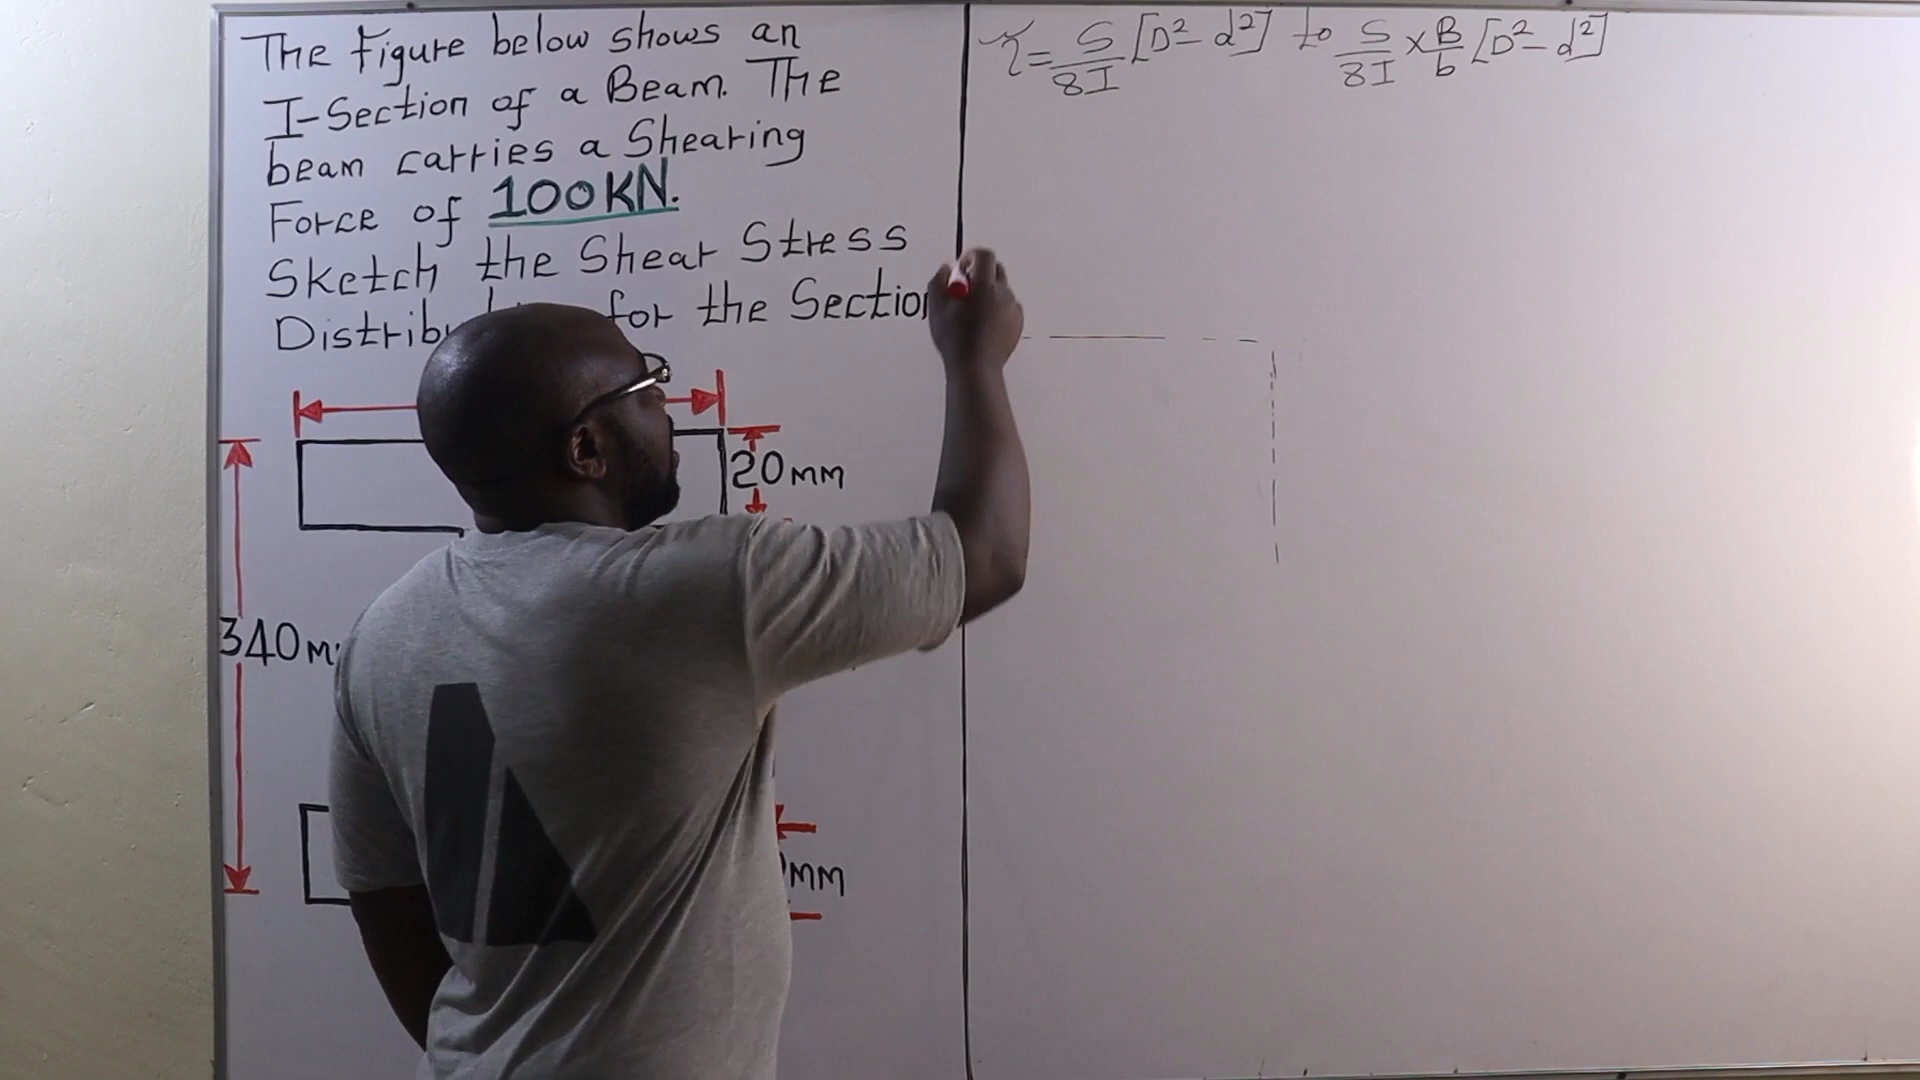 The Figure below shows an
I-Section of a Beam. The
beam carries a Shearing
Force of 100KN.
Sketch the Shear Stress
for the Section
20mm
340m
mm
τ = S/8I [D² - d²] to S/8I × B/b [D² - d²]